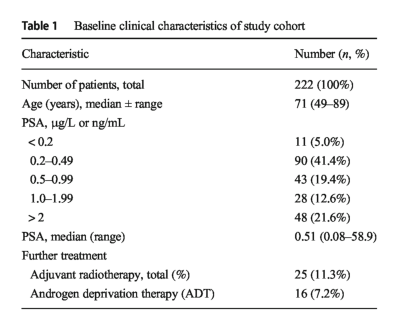 Table 1 Baseline clinical characteristics of study cohort
Characteristic Number (n, %)
Number of patients, total 222 (100%)
Age (years), median ± range 71 (49–89)
PSA, μg/L or ng/mL
< 0.2 11 (5.0%)
0.2–0.49 90 (41.4%)
0.5–0.99 43 (19.4%)
1.0–1.99 28 (12.6%)
> 2 48 (21.6%)
PSA, median (range) 0.51 (0.08–58.9)
Further treatment
Adjuvant radiotherapy, total (%) 25 (11.3%)
Androgen deprivation therapy (ADT) 16 (7.2%)